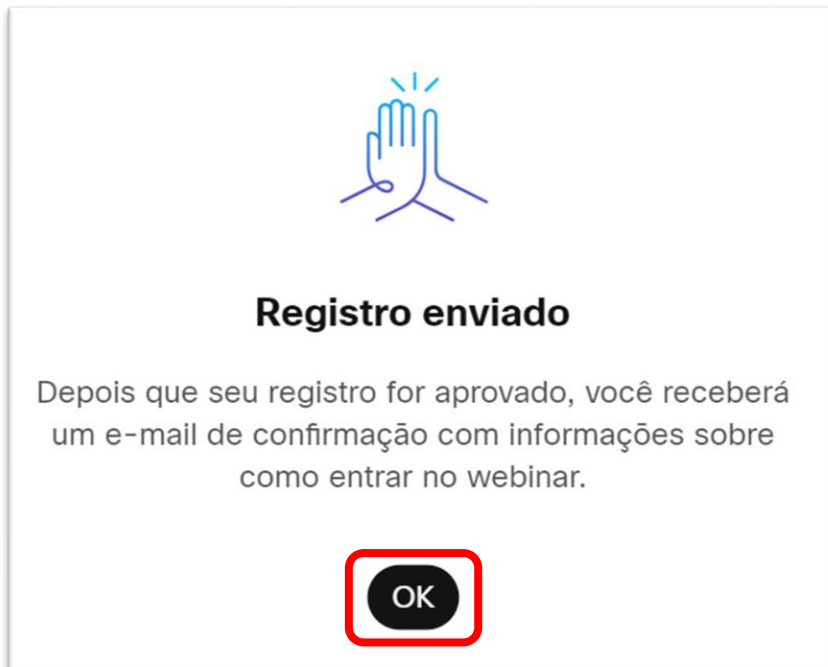 Registro enviado
Depois que seu registro for aprovado, você receberá
um e-mail de confirmação com informações sobre
como entrar no webinar.
OK